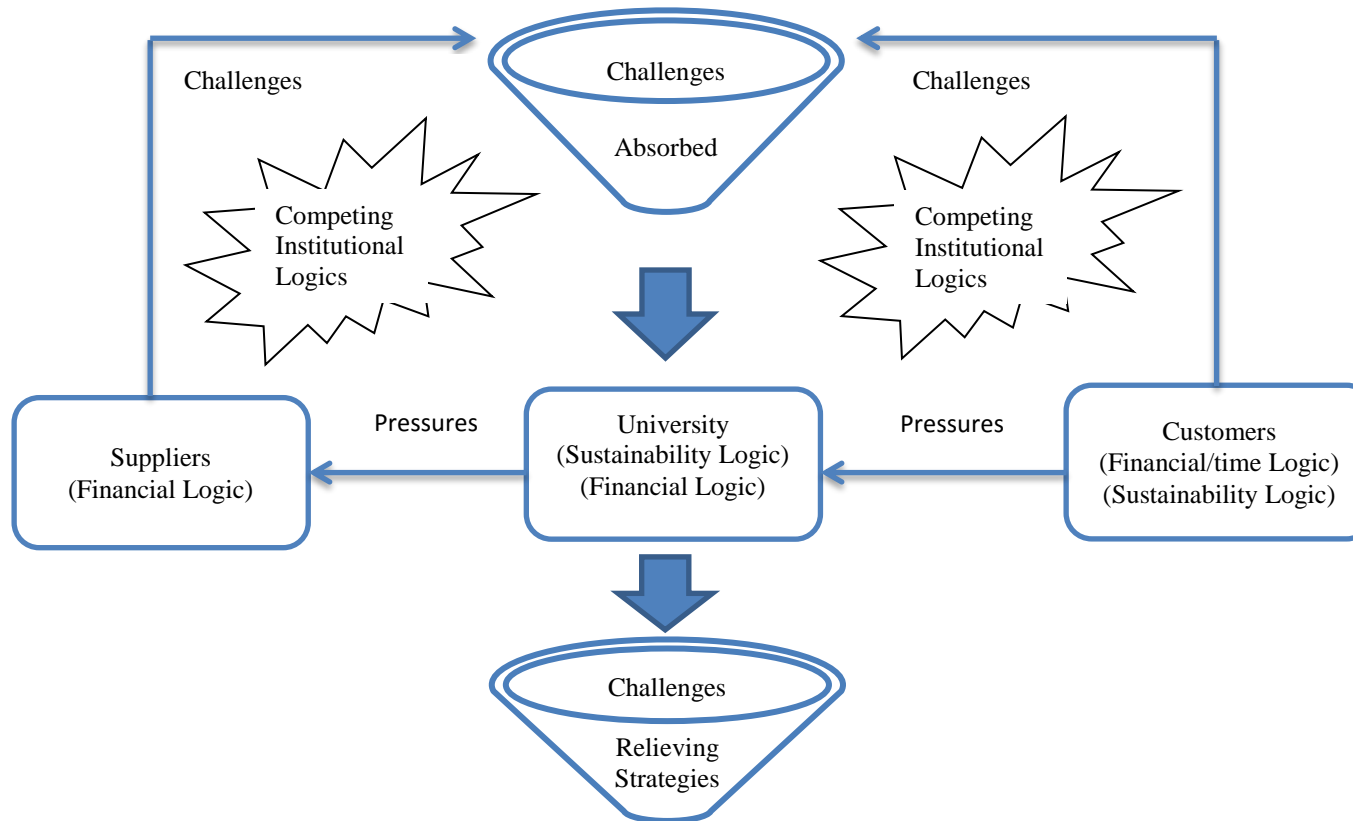 Challenges
Challenges
Challenges
Absorbed
Competing
Institutional
Logics
Competing
Institutional
Logics
Pressures
Pressures
Suppliers
(Financial Logic)
University
(Sustainability Logic)
(Financial Logic)
Customers
(Financial/time Logic)
(Sustainability Logic)
Challenges
Relieving
Strategies